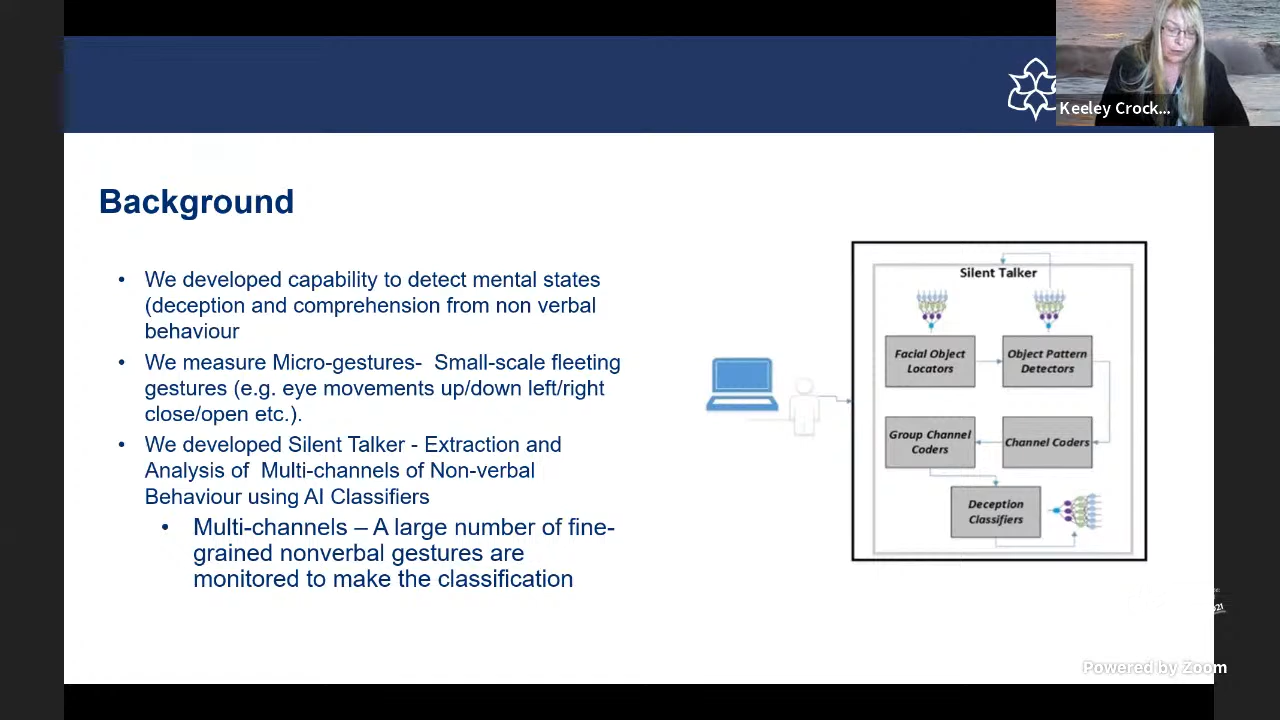 Keeley Crock...
Background
• We developed capability to detect mental states
(deception and comprehension from non verbal
behaviour
• We measure Micro-gestures-  Small-scale fleeting
gestures (e.g. eye movements up/down left/right
close/open etc.).
• We developed Silent Talker - Extraction and
Analysis of  Multi-channels of Non-verbal
Behaviour using AI Classifiers
• Multi-channels – A large number of fine-
grained nonverbal gestures are
monitored to make the classification
Silent Talker
Facial Object
Locators
Object Pattern
Detectors
Group Channel
Coders
Channel Coders
Deception
Classifiers
Powered by Zoom